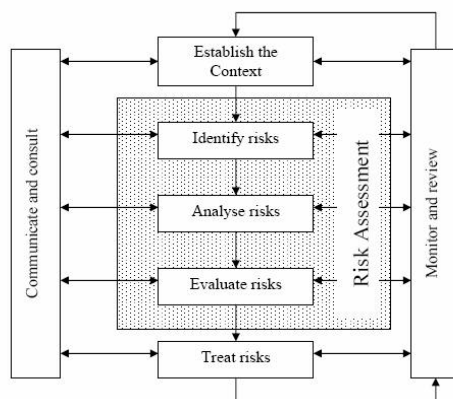 Establish the
Context
Identify risks
Analyse risks
Evaluate risks
Treat risks
Communicate and consult
Risk Assessment
Monitor and review